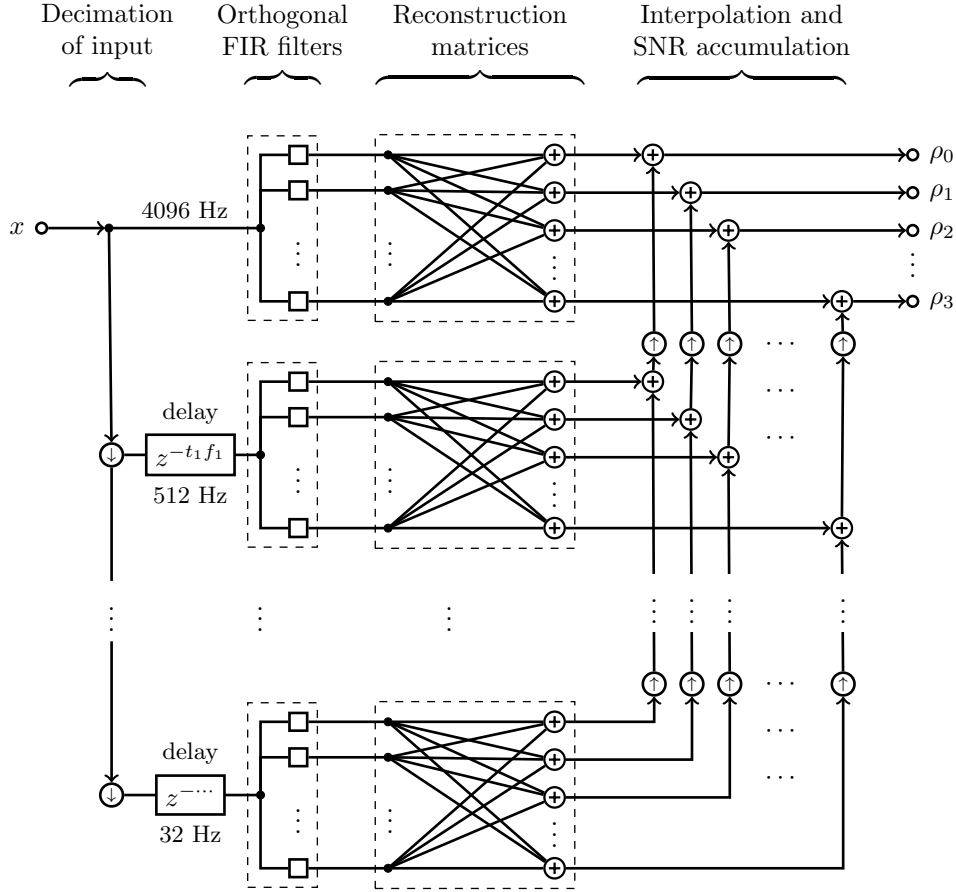 Decimation
of input
Orthogonal
FIR filters
Reconstruction
matrices
Interpolation and
SNR accumulation
x
4096 Hz
ρ₀
ρ₁
ρ₂
ρ₃
delay
z^{-t₁f₁}
512 Hz
delay
z^{-⋯}
32 Hz